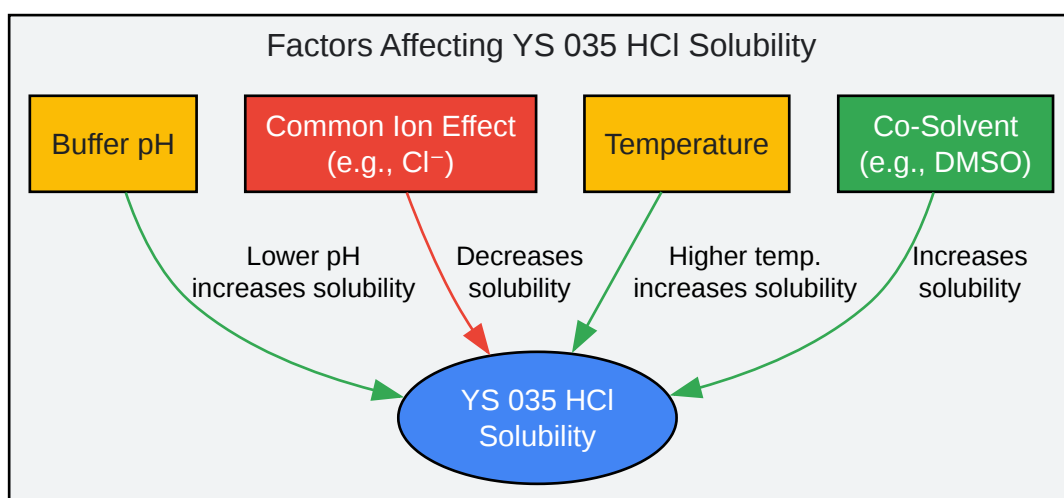 Factors Affecting YS 035 HCl Solubility
Buffer pH
Common Ion Effect
(e.g., Cl⁻)
Temperature
Co-Solvent
(e.g., DMSO)
Lower pH
increases solubility
Decreases
solubility
Higher temp.
increases solubility
Increases
solubility
YS 035 HCl
Solubility